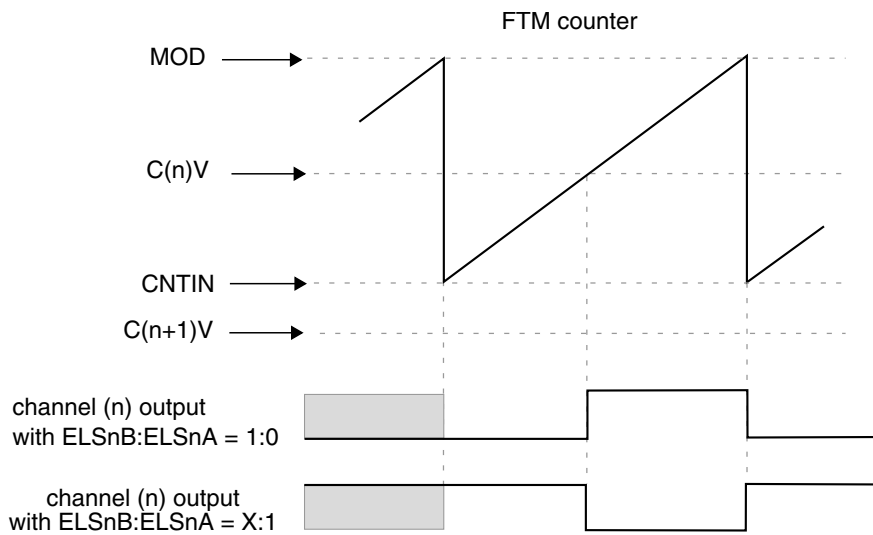 FTM counter
MOD
C(n)V
CNTIN
C(n+1)V
channel (n) output
with ELSnB:ELSnA = 1:0
channel (n) output
with ELSnB:ELSnA = X:1